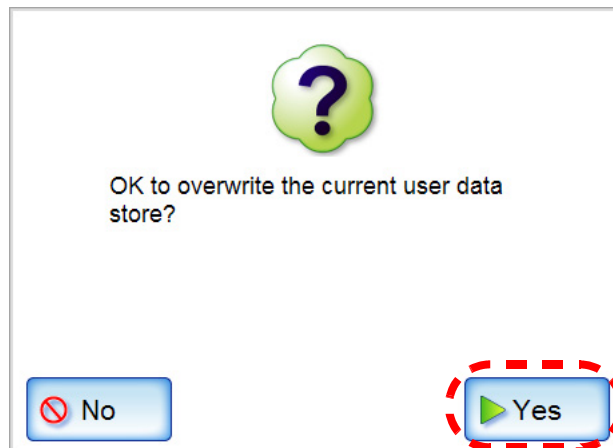 ?
OK to overwrite the current user data
store?
No
Yes